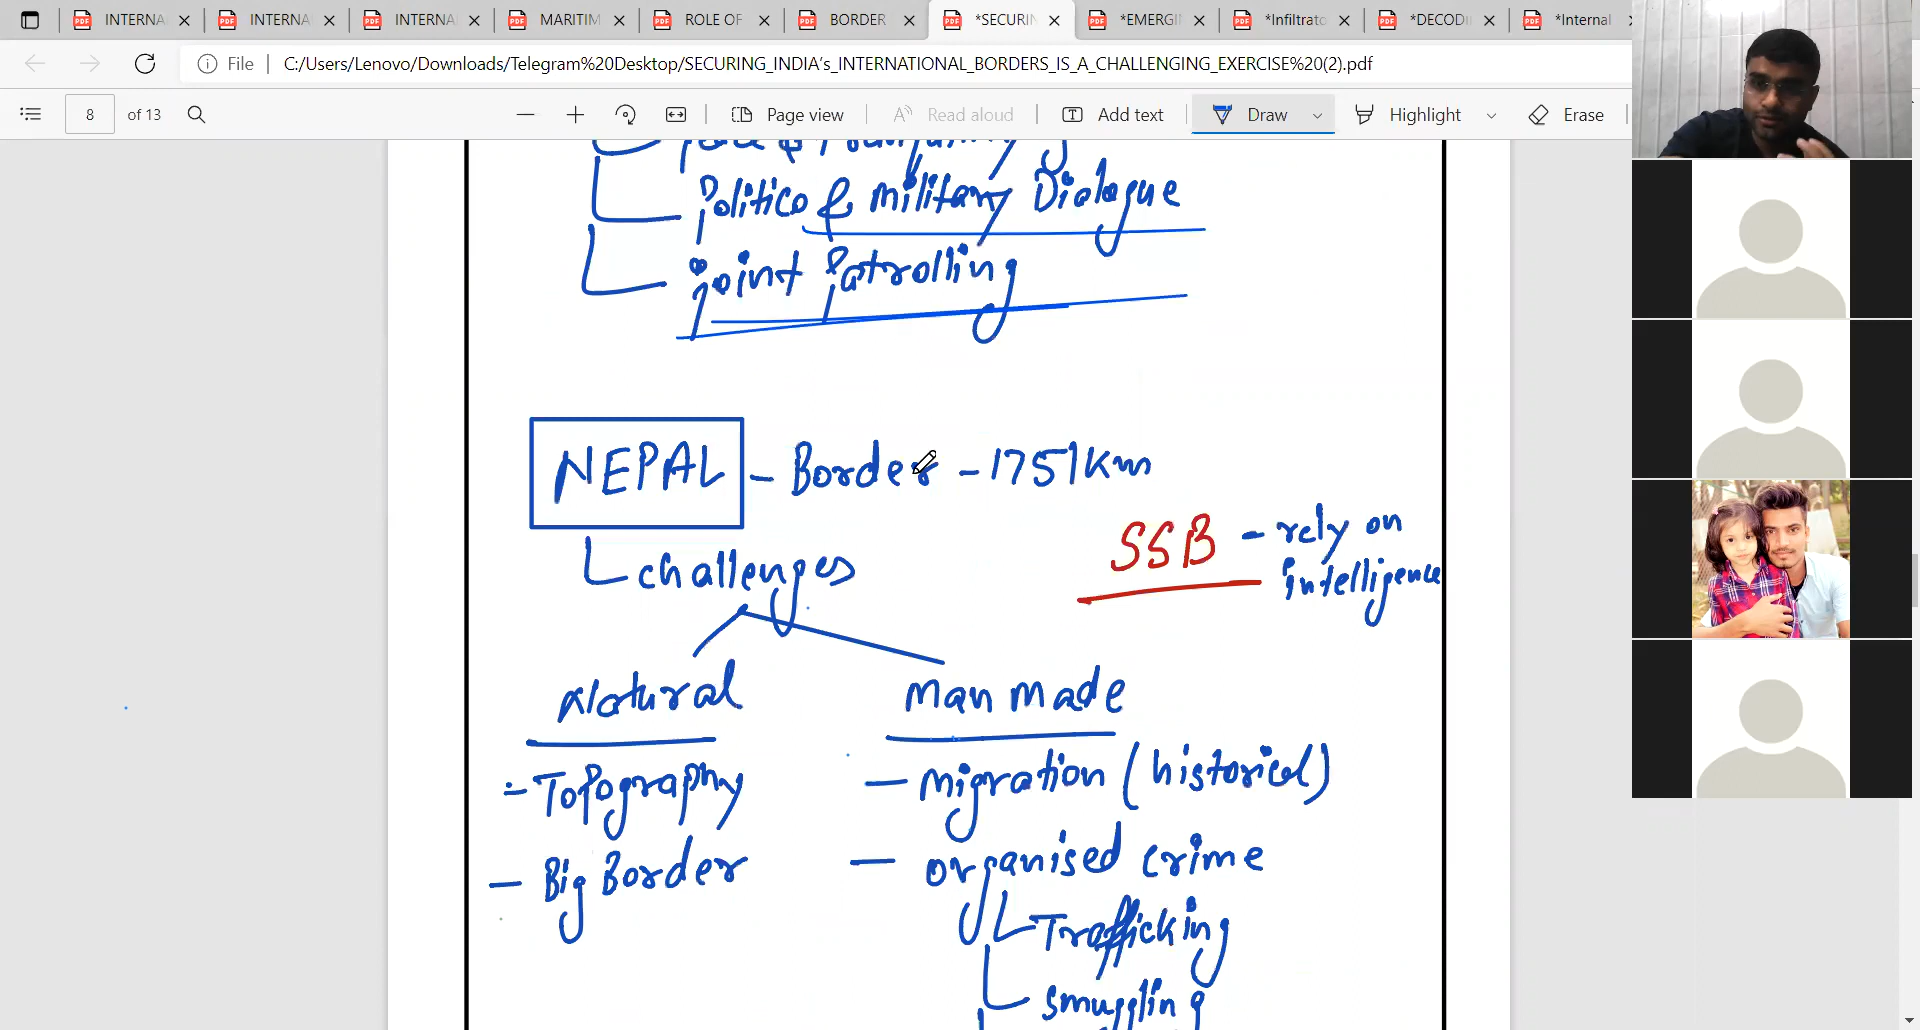 INTERNA
INTERNA
INTERNA
MARITIM
ROLE OF
BORDER
*SECURIN
*EMERGI
*Infiltrato
*DECODI
*Internal
File
C:/Users/Lenovo/Downloads/Telegram%20Desktop/SECURING_INDIA's_INTERNATIONAL_BORDERS_IS_A_CHALLENGING_EXERCISE%20(2).pdf
8 of 13
Page view
Read aloud
Add text
Draw
Highlight
Erase
Politico & military Dialogue
joint Patrolling
NEPAL - Border - 1751 Km
SSB - rely on
intelligence
challenges
Natural
Man made
- Topography
- migration (historical)
- Big Border
- organised crime
Trafficking
smuggling